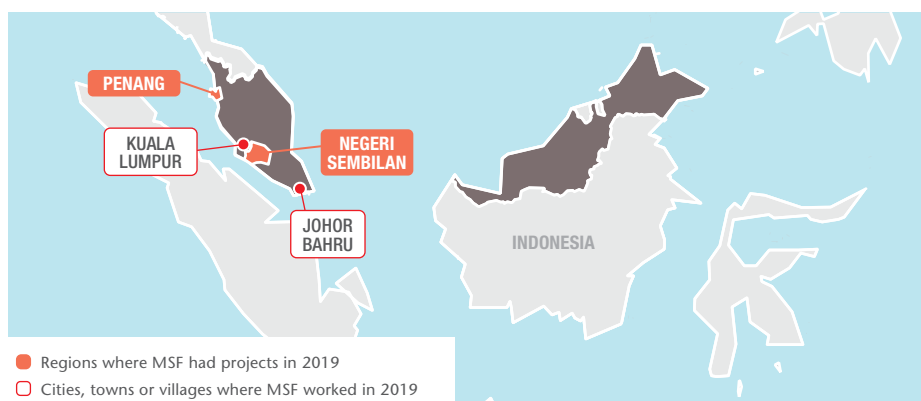 PENANG
KUALA
LUMPUR
NEGERI
SEMBILAN
JOHOR
BAHRU
INDONESIA
Regions where MSF had projects in 2019
Cities, towns or villages where MSF worked in 2019